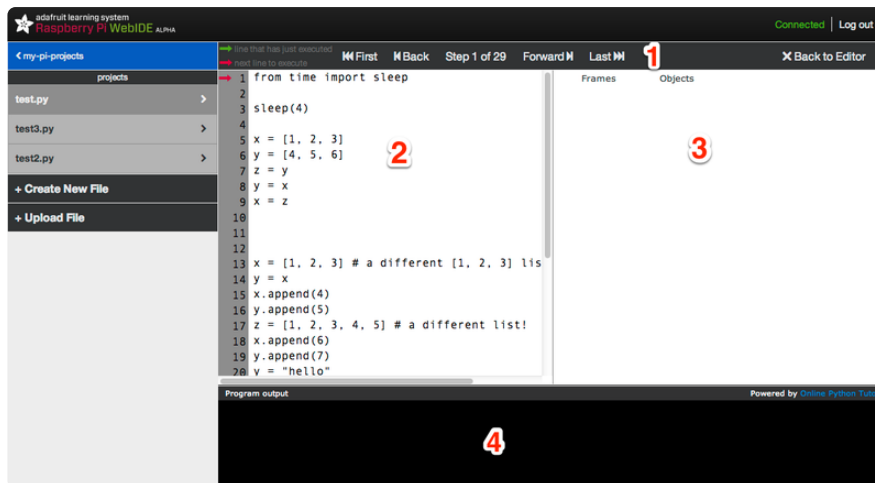 adafruit learning system
Raspberry Pi WebIDE ALPHA
Connected | Log out
<my-pi-projects
line that has just executed
next line to execute
First
Back
Step 1 of 29
Forward
Last
1
X Back to Editor
projects
test.py
test3.py
test2.py
+ Create New File
+ Upload File
1 from time import sleep
2
3 sleep(4)
4
5 x = [1, 2, 3]
6 y = [4, 5, 6]
7 z = y
8 y = x
9 x = z
10
11
12
13 x = [1, 2, 3] # a different [1, 2, 3] lis
14 y = x
15 x.append(4)
16 y.append(5)
17 z = [1, 2, 3, 4, 5] # a different list!
18 x.append(6)
19 y.append(7)
20 y = "hello"
2
Frames
Objects
3
Program output
Powered by Online Python Tuto
4